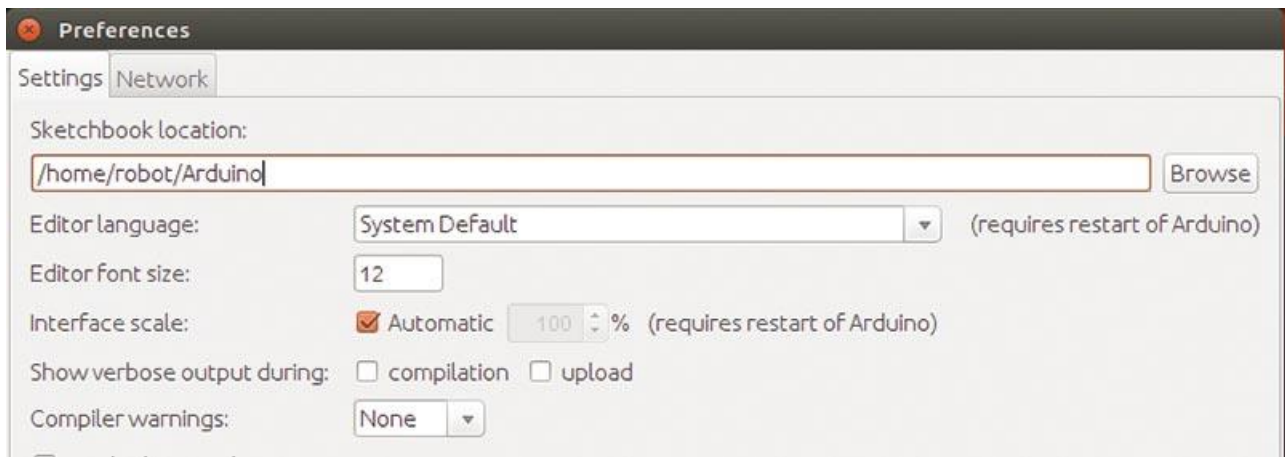 Preferences
Settings Network
Sketchbook location:
/home/robot/Arduino
Browse
Editor language: System Default (requires restart of Arduino)
Editor font size: 12
Interface scale: Automatic 100 % (requires restart of Arduino)
Show verbose output during: compilation upload
Compiler warnings: None